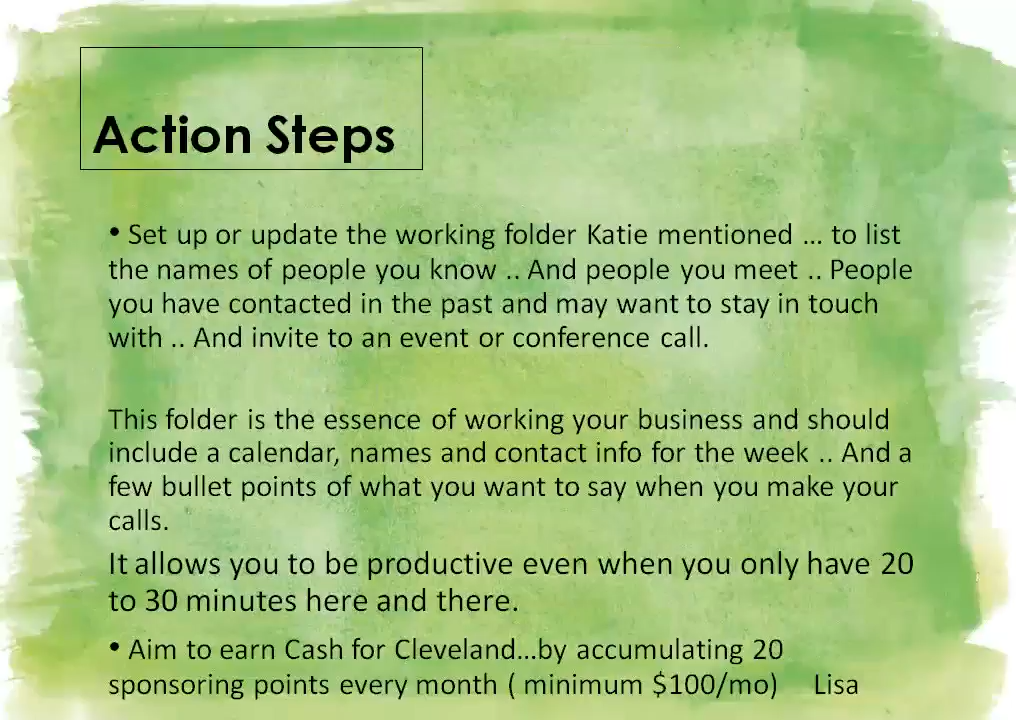 Action Steps
• Set up or update the working folder Katie mentioned ... to list
the names of people you know .. And people you meet .. People
you have contacted in the past and may want to stay in touch
with .. And invite to an event or conference call.
This folder is the essence of working your business and should
include a calendar, names and contact info for the week .. And a
few bullet points of what you want to say when you make your
calls.
It allows you to be productive even when you only have 20
to 30 minutes here and there.
• Aim to earn Cash for Cleveland...by accumulating 20
sponsoring points every month ( minimum $100/mo) Lisa